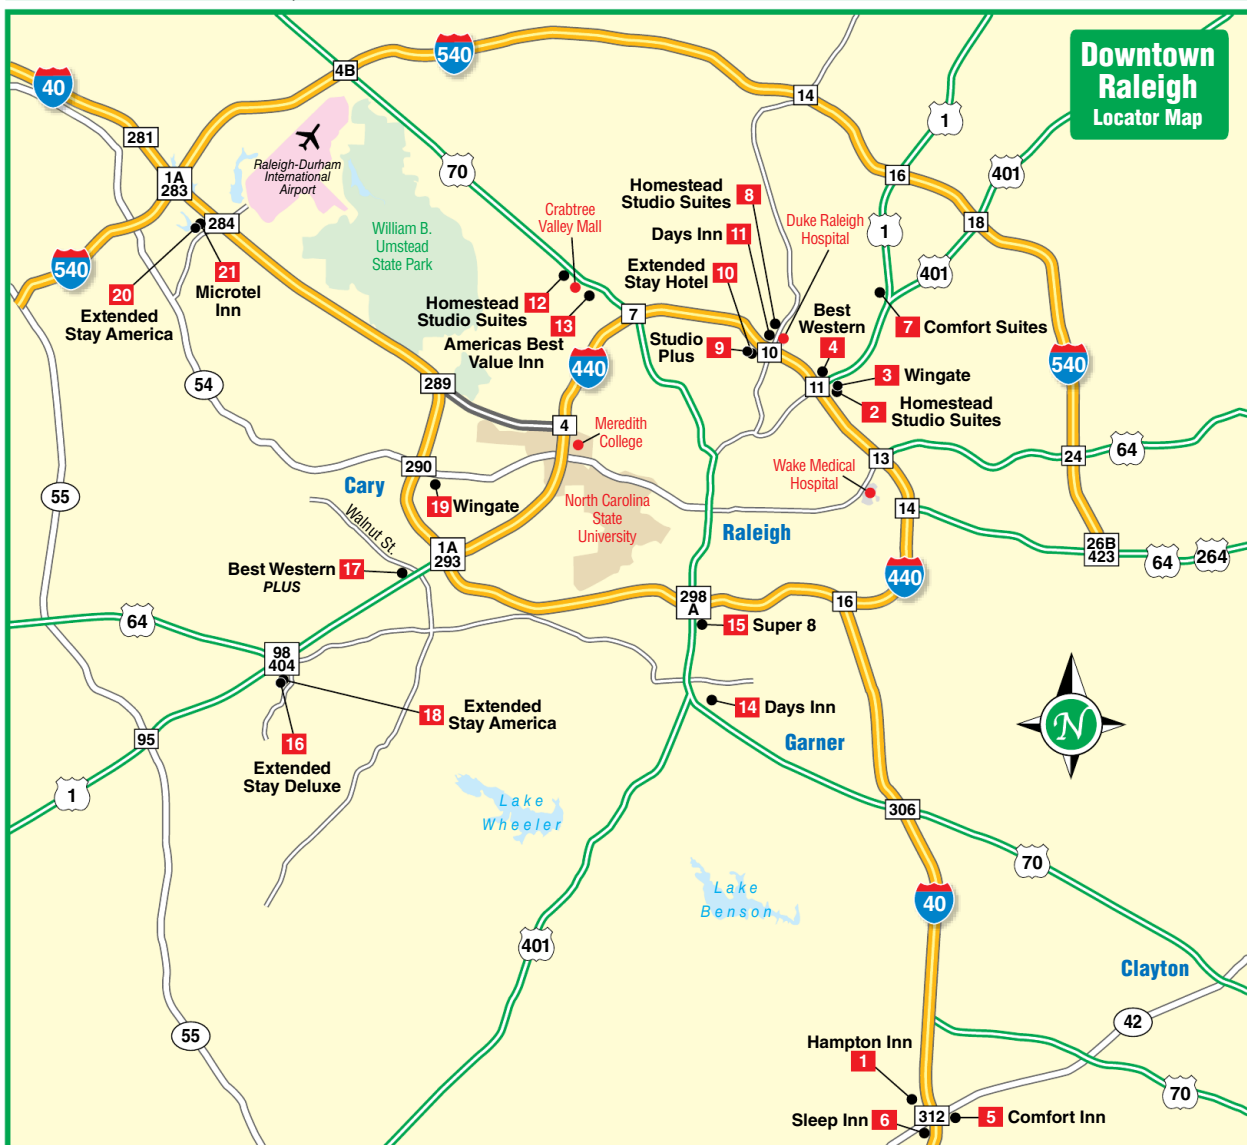 Downtown
Raleigh
Locator Map
540
4B
40
14
281
1
70
16
401
1A
283
Raleigh-Durham
International
Airport
Homestead
Studio Suites
8
Crabtree
Valley Mall
Duke Raleigh
Hospital
284
William B.
Umstead
State Park
Days Inn
11
1
18
540
21
Microtel
Inn
20
Extended
Stay America
Extended
Stay Hotel
10
401
Homestead
Studio Suites
12
13
Americas Best
Value Inn
7
Best
Western
4
7
Comfort Suites
Studio
Plus
9
10
440
540
54
289
11
3
Wingate
2
Homestead
Studio Suites
4
Meredith
College
13
64
24
290
Cary
Wake Medical
Hospital
55
19
Wingate
North Carolina
State
University
14
Walnut St.
Raleigh
1A
293
26B
423
64
264
Best Western
PLUS
17
440
298
A
16
64
15
Super 8
98
404
18
Extended
Stay America
14
Days Inn
N
95
16
Extended
Stay Deluxe
Garner
1
Lake
Wheeler
306
70
Lake
Benson
40
401
Clayton
55
42
Hampton Inn
1
70
Sleep Inn
6
312
5
Comfort Inn